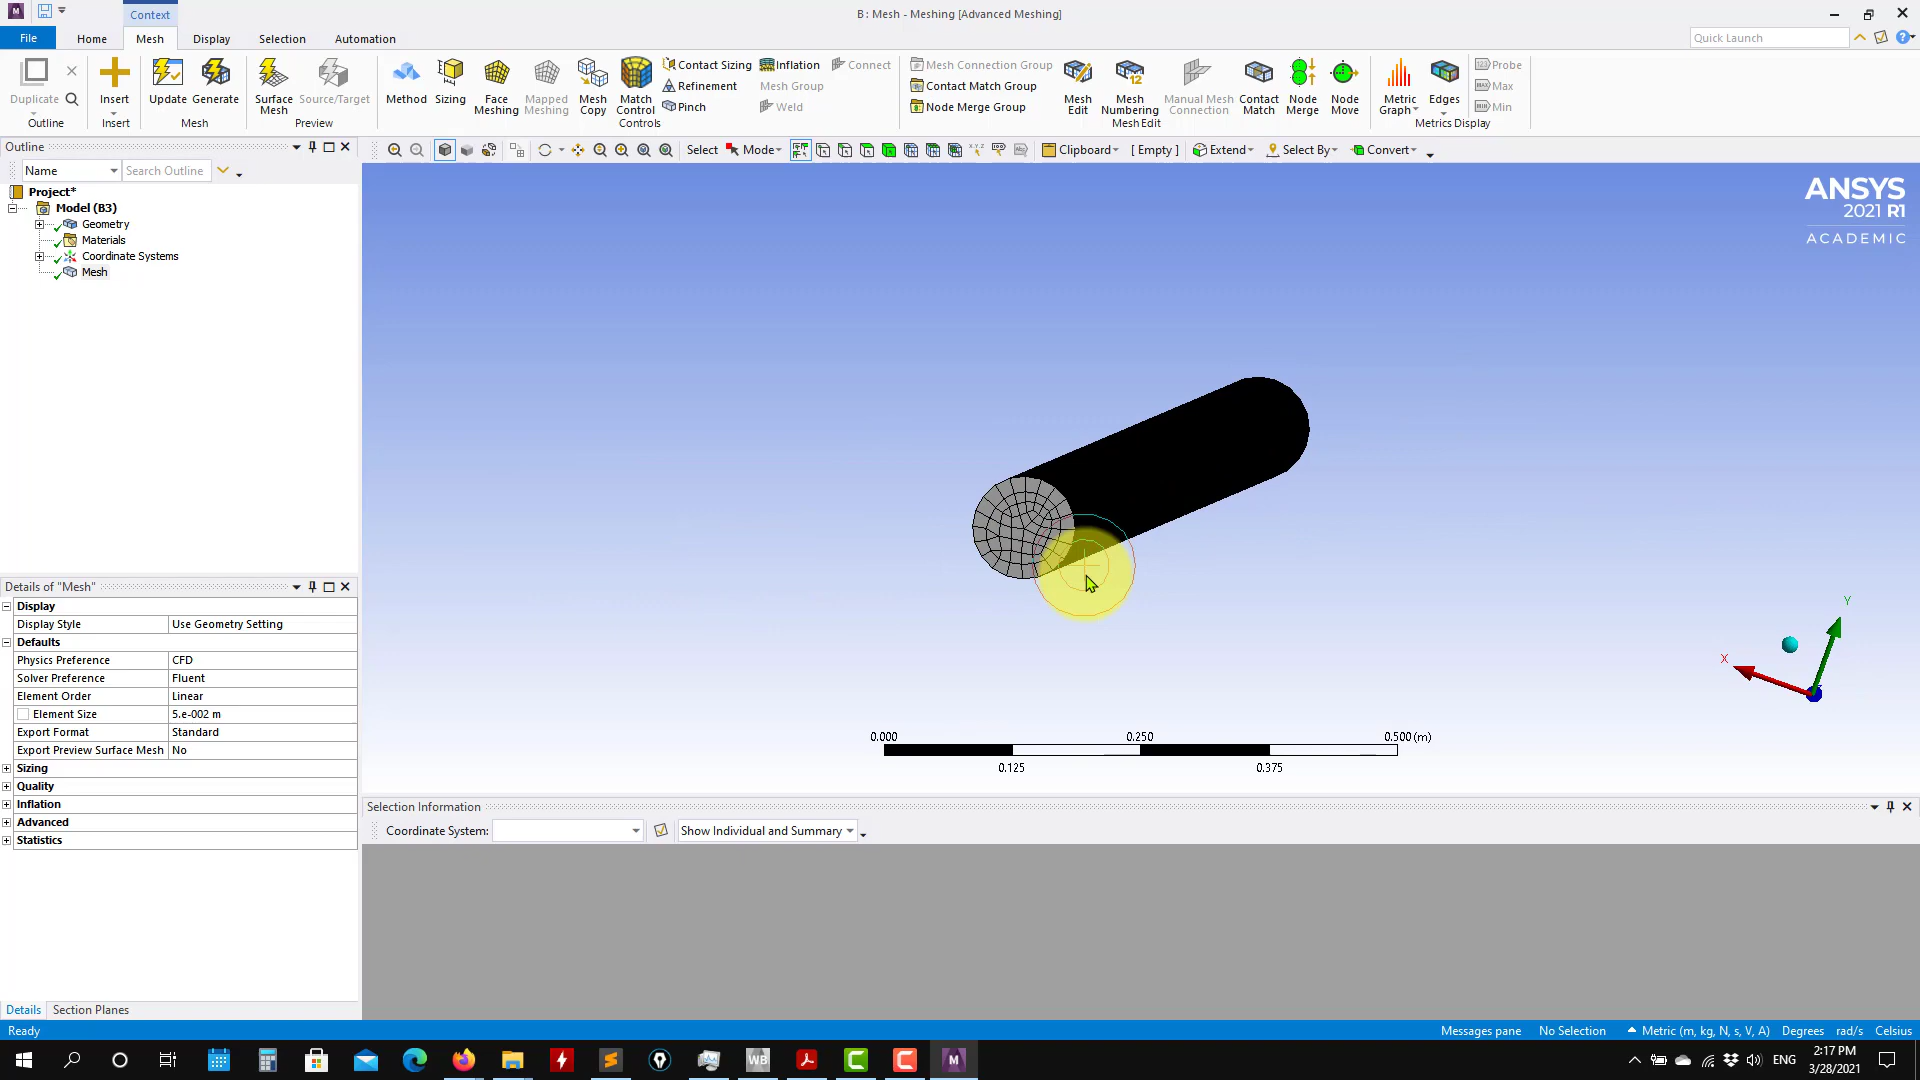 Context
B : Mesh - Meshing [Advanced Meshing]
File
Home
Mesh
Display
Selection
Automation
Quick Launch
Duplicate
Outline
Insert
Insert
Update
Generate
Mesh
Surface Mesh
Source/Target
Preview
Method
Sizing
Face Meshing
Mapped Meshing
Mesh Copy
Match Control
Contact Sizing
Refinement
Pinch
Inflation
Mesh Group
Weld
Connect
Controls
Mesh Connection Group
Contact Match Group
Node Merge Group
Mesh Edit
Mesh Numbering
Manual Mesh Connection
Contact Match
Node Merge
Node Move
Mesh Edit
Metric Graph
Edges
Probe
Max
Min
Metrics Display
Outline
Select
Mode
Clipboard
[ Empty ]
Extend
Select By
Convert
Name
Search Outline
Project*
Model (B3)
Geometry
Materials
Coordinate Systems
Mesh
ANSYS
2021 R1
ACADEMIC
Details of "Mesh"
Display
Display Style Use Geometry Setting
Defaults
Physics Preference CFD
Solver Preference Fluent
Element Order Linear
Element Size 5.e-002 m
Export Format Standard
Export Preview Surface Mesh No
Sizing
Quality
Inflation
Advanced
Statistics
Y
X
0.000 0.250 0.500 (m)
0.125 0.375
Selection Information
Coordinate System:
Show Individual and Summary
Details
Section Planes
Ready
Messages pane
No Selection
Metric (m, kg, N, s, V, A)
Degrees
rad/s
Celsius
WB
M
ENG
2:17 PM
3/28/2021